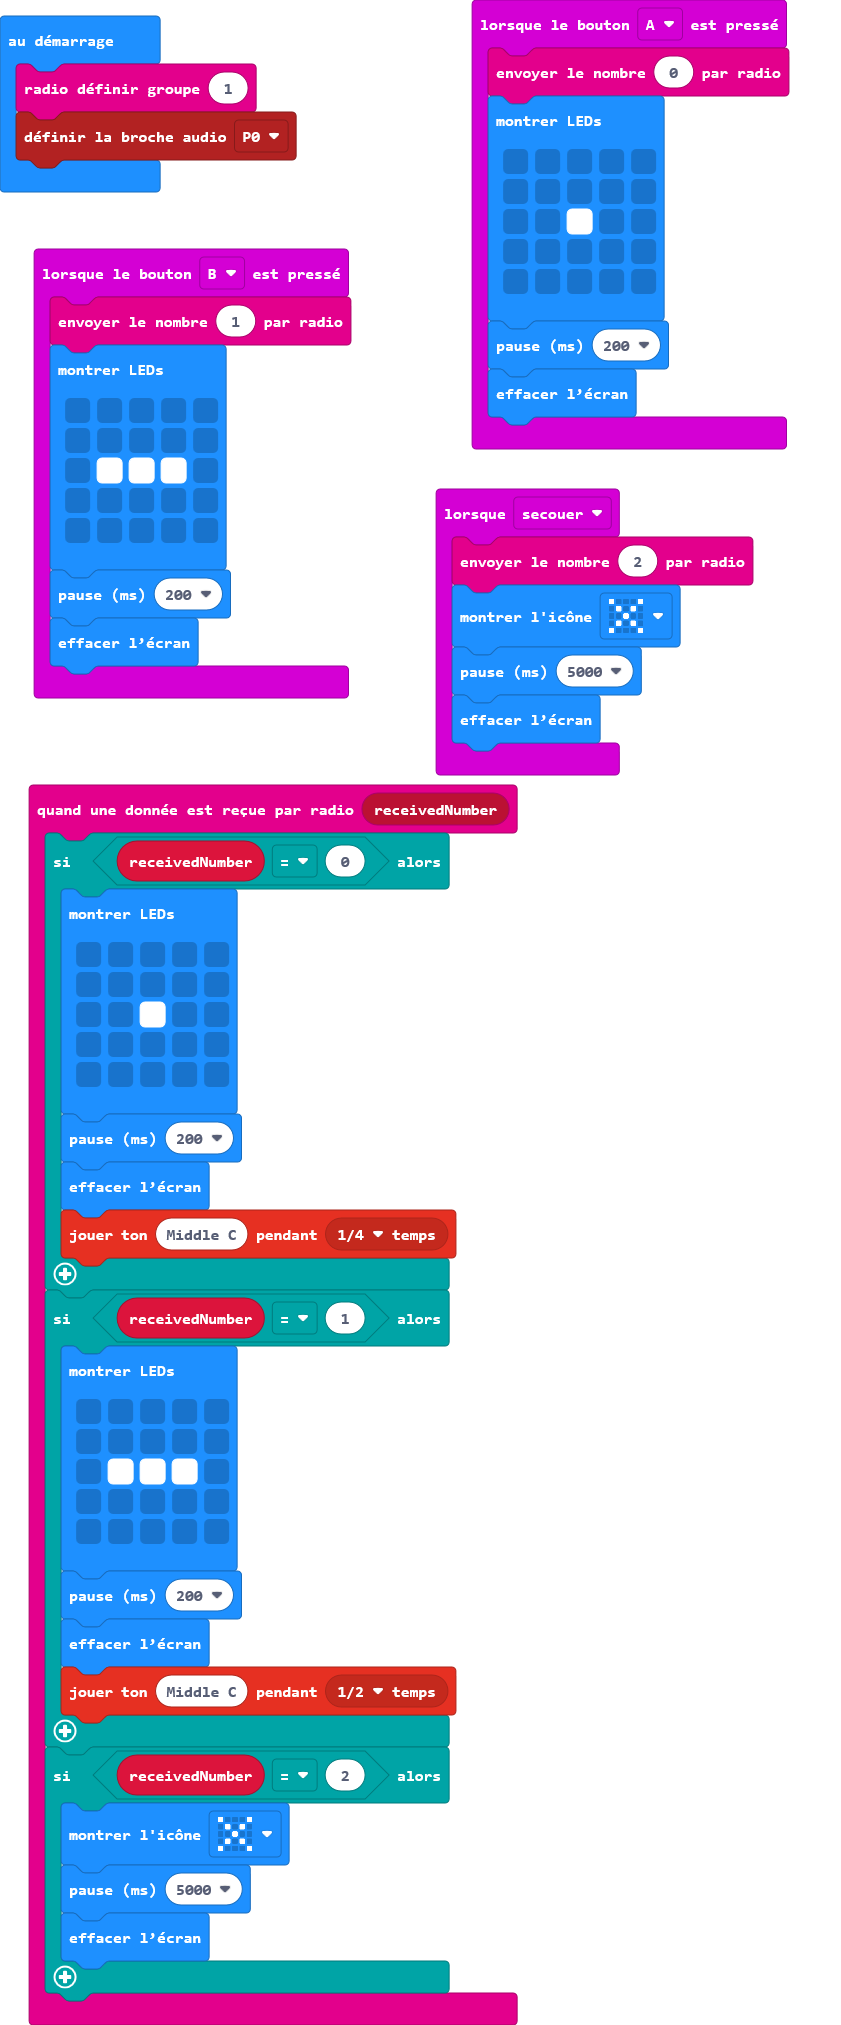 au démarrage
radio définir groupe 1
définir la broche audio P0
lorsque le bouton A est pressé
envoyer le nombre 0 par radio
montrer LEDs
pause (ms) 200
effacer l’écran
lorsque le bouton B est pressé
envoyer le nombre 1 par radio
montrer LEDs
pause (ms) 200
effacer l’écran
lorsque secouer
envoyer le nombre 2 par radio
montrer l'icône
pause (ms) 5000
effacer l’écran
quand une donnée est reçue par radio receivedNumber
si receivedNumber = 0 alors
montrer LEDs
pause (ms) 200
effacer l’écran
jouer ton Middle C pendant 1/4 temps
si receivedNumber = 1 alors
montrer LEDs
pause (ms) 200
effacer l’écran
jouer ton Middle C pendant 1/2 temps
si receivedNumber = 2 alors
montrer l'icône
pause (ms) 5000
effacer l’écran